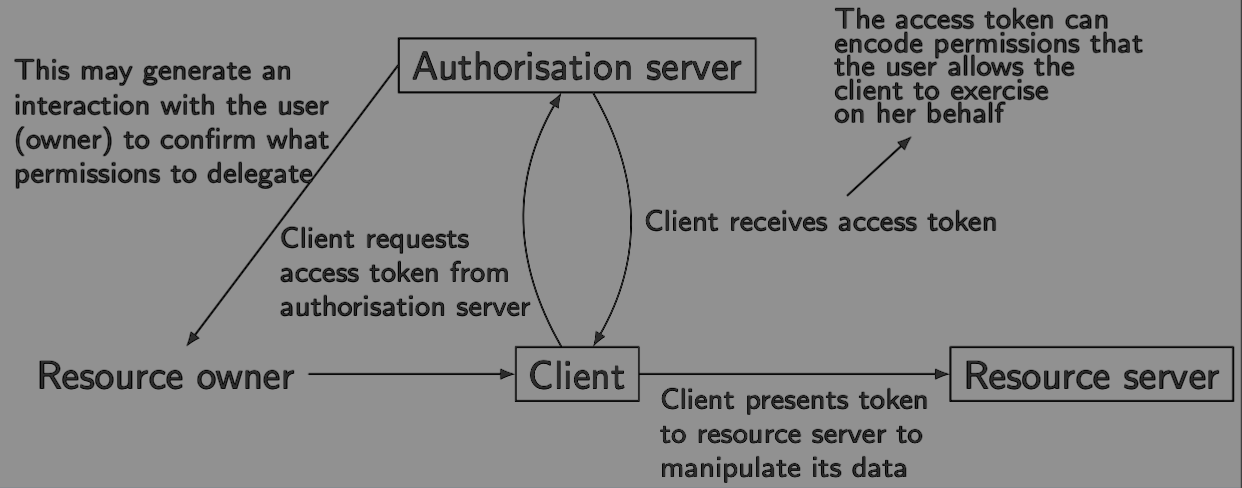 The access token can
encode permissions that
the user allows the
client to exercise
on her behalf
Authorisation server
This may generate an
interaction with the user
(owner) to confirm what
permissions to delegate
Client receives access token
Client requests
access token from
authorisation server
Resource owner
Client
Resource server
Client presents token
to resource server to
manipulate its data